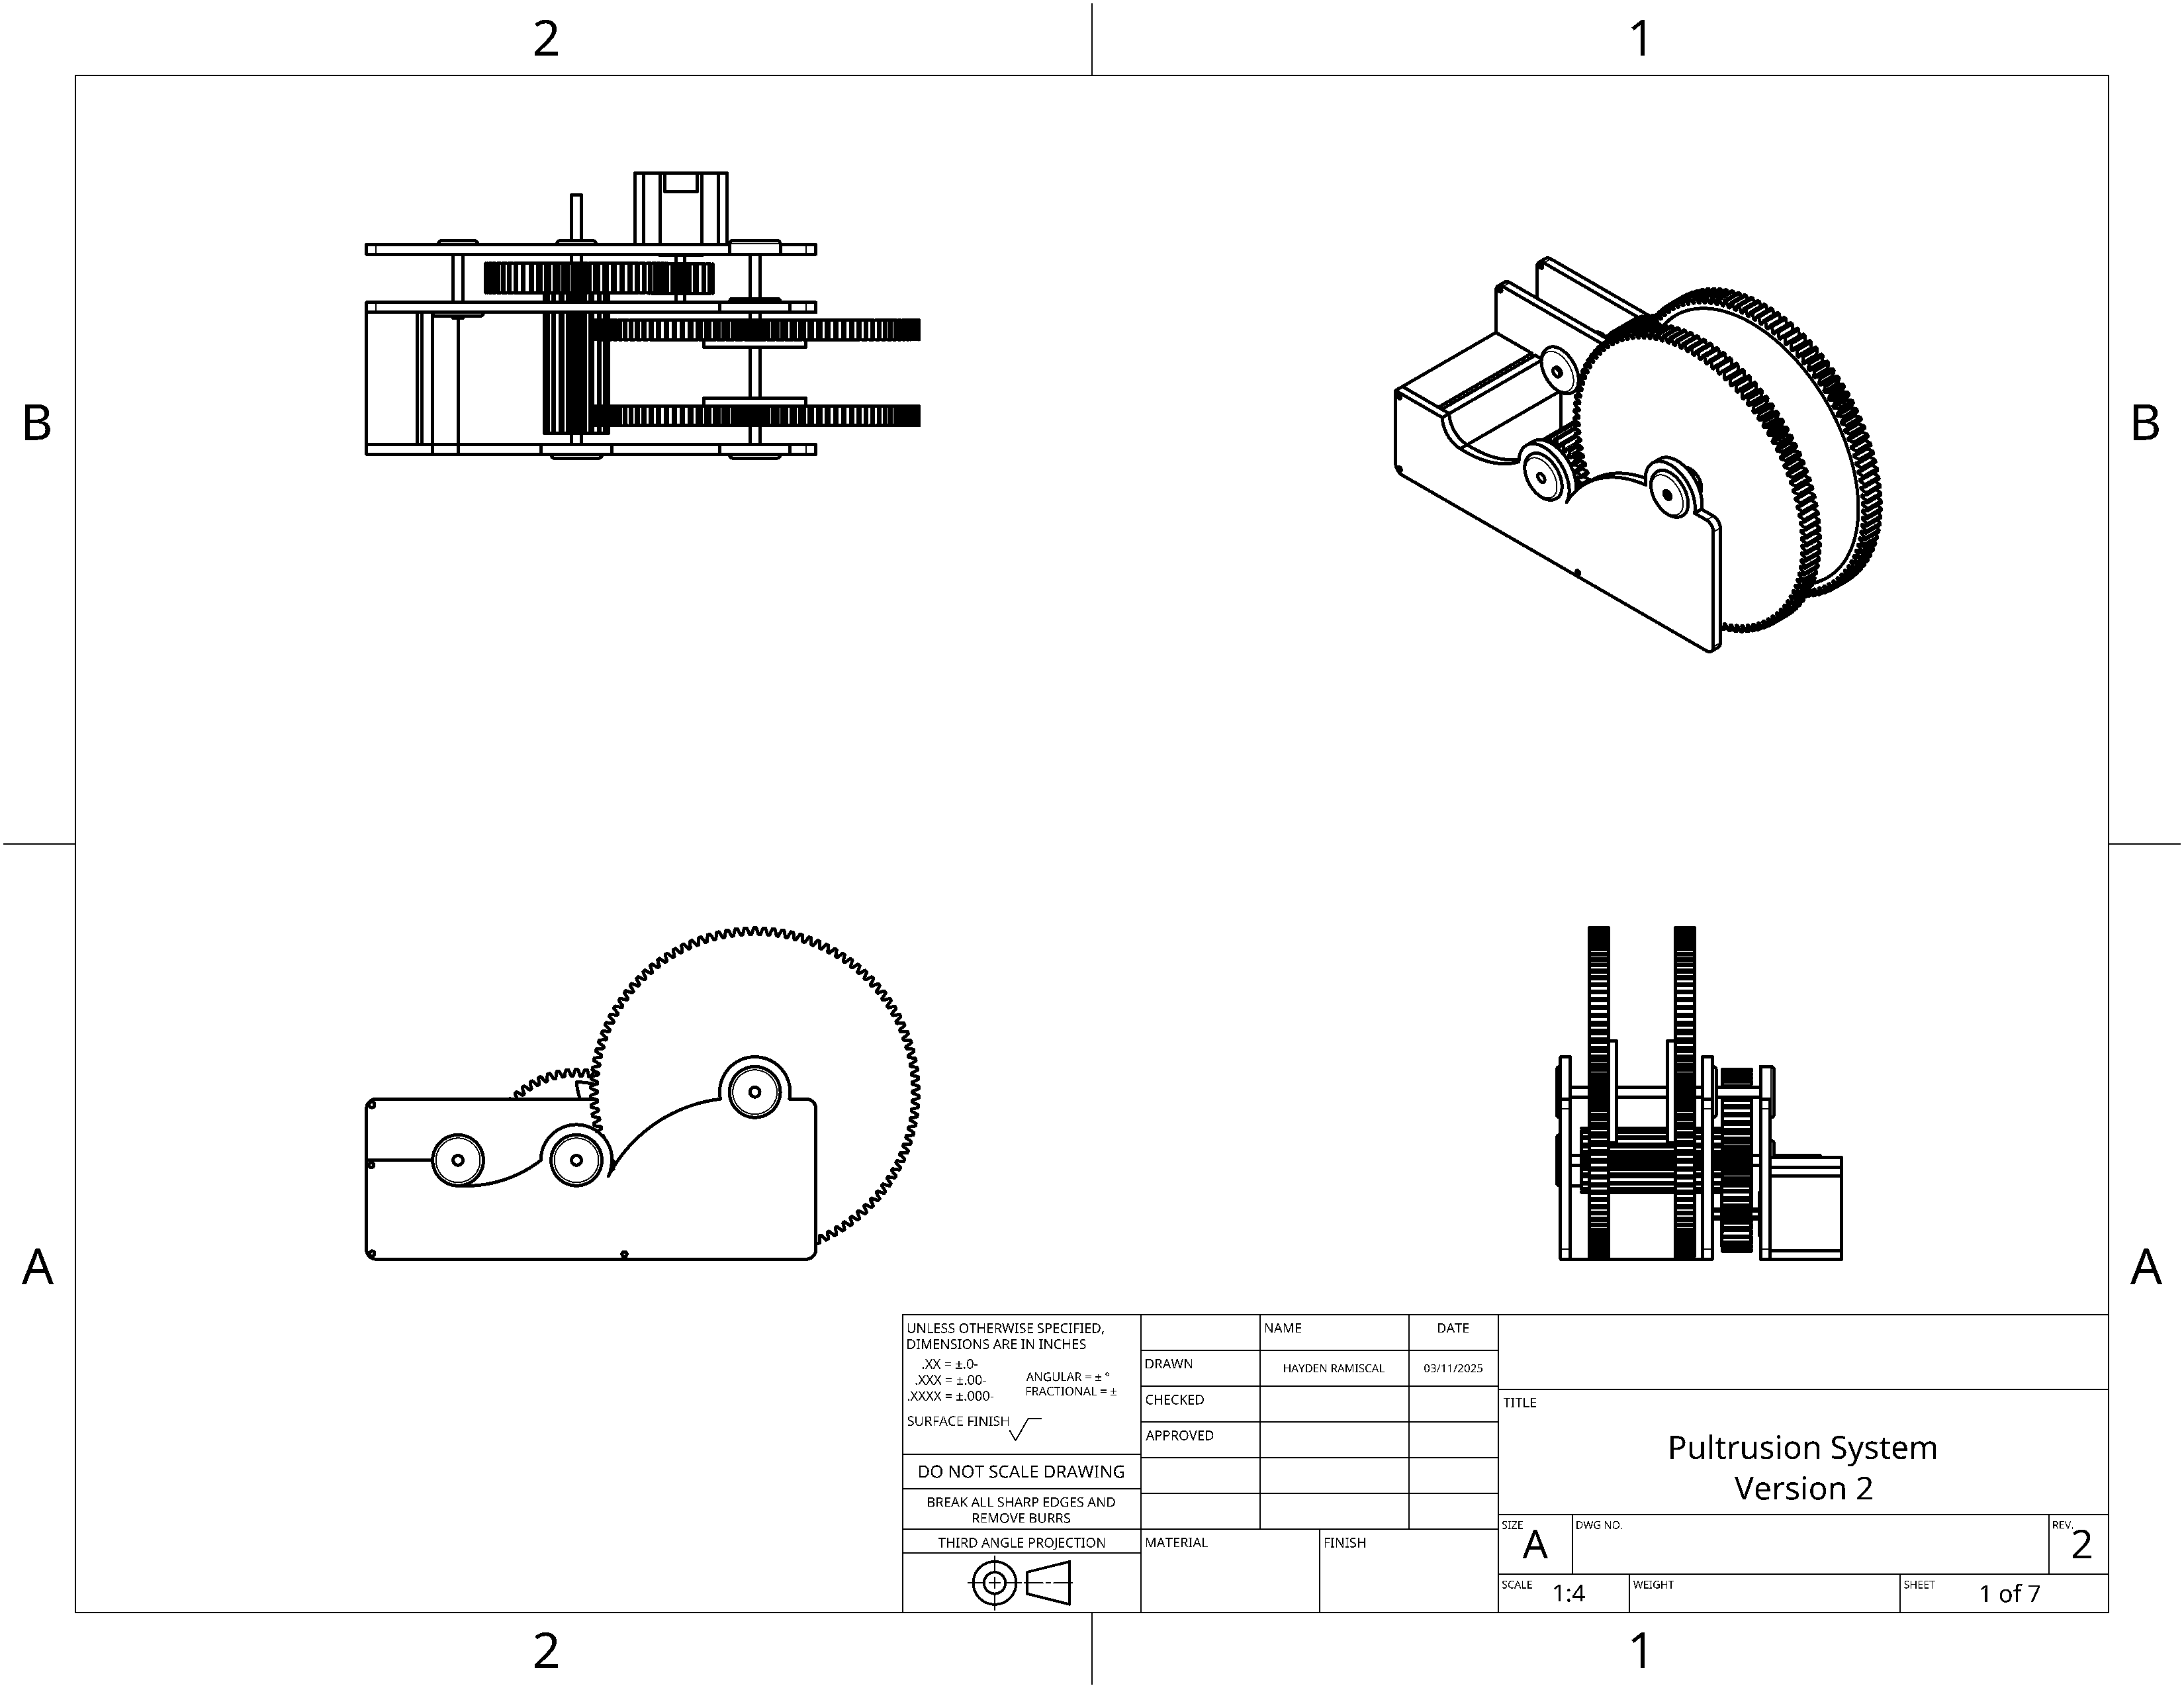 2
1
B
B
A
A
UNLESS OTHERWISE SPECIFIED,
DIMENSIONS ARE IN INCHES
.XX = ±.0-
.XXX = ±.00-
.XXXX = ±.000-
ANGULAR = ± °
FRACTIONAL = ±
SURFACE FINISH
DO NOT SCALE DRAWING
BREAK ALL SHARP EDGES AND
REMOVE BURRS
THIRD ANGLE PROJECTION
NAME
DATE
DRAWN
HAYDEN RAMISCAL
03/11/2025
CHECKED
APPROVED
MATERIAL
FINISH
TITLE
Pultrusion System
Version 2
SIZE
A
DWG NO.
REV.
2
SCALE
1:4
WEIGHT
SHEET
1 of 7
2
1